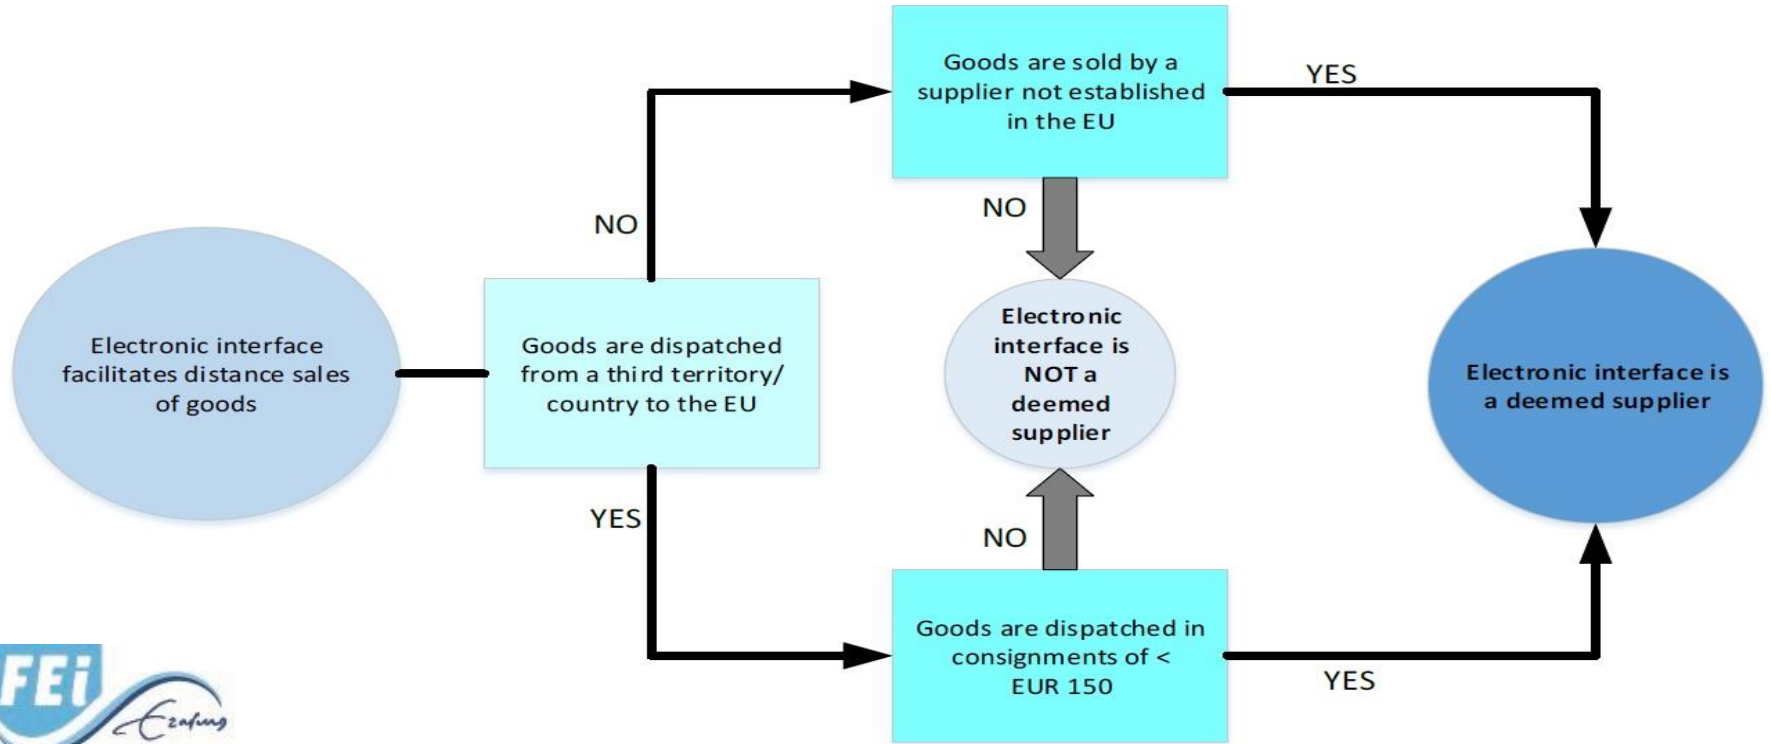 Electronic interface
facilitates distance sales
of goods
Goods are dispatched
from a third territory/
country to the EU
NO
YES
Goods are sold by a
supplier not established
in the EU
YES
NO
Electronic
interface is
NOT a
deemed
supplier
NO
Goods are dispatched in
consignments of <
EUR 150
YES
Electronic interface is
a deemed supplier
FEi